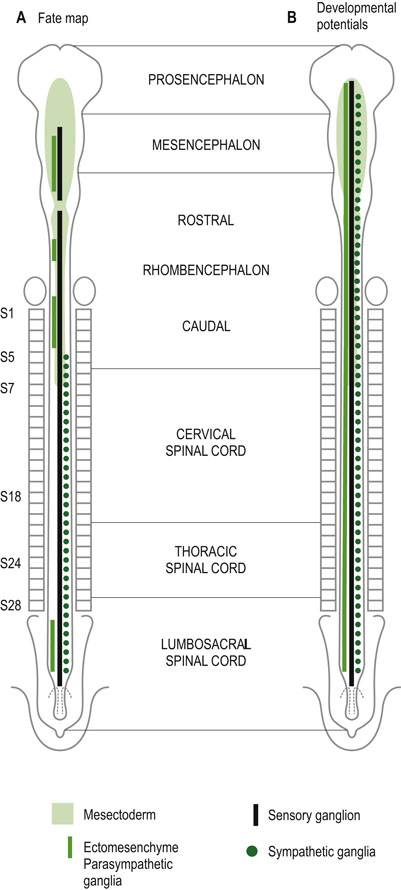 A Fate map
B Developmental
potentials
PROSENCEPHALON
MESENCEPHALON
ROSTRAL
RHOMBENCEPHALON
S1
CAUDAL
S5
S7
CERVICAL
SPINAL CORD
S18
THORACIC
SPINAL CORD
S24
S28
LUMBOSACRAL
SPINAL CORD
Mesectoderm
Ectomesenchyme
Parasympathetic
ganglia
Sensory ganglion
Sympathetic ganglia